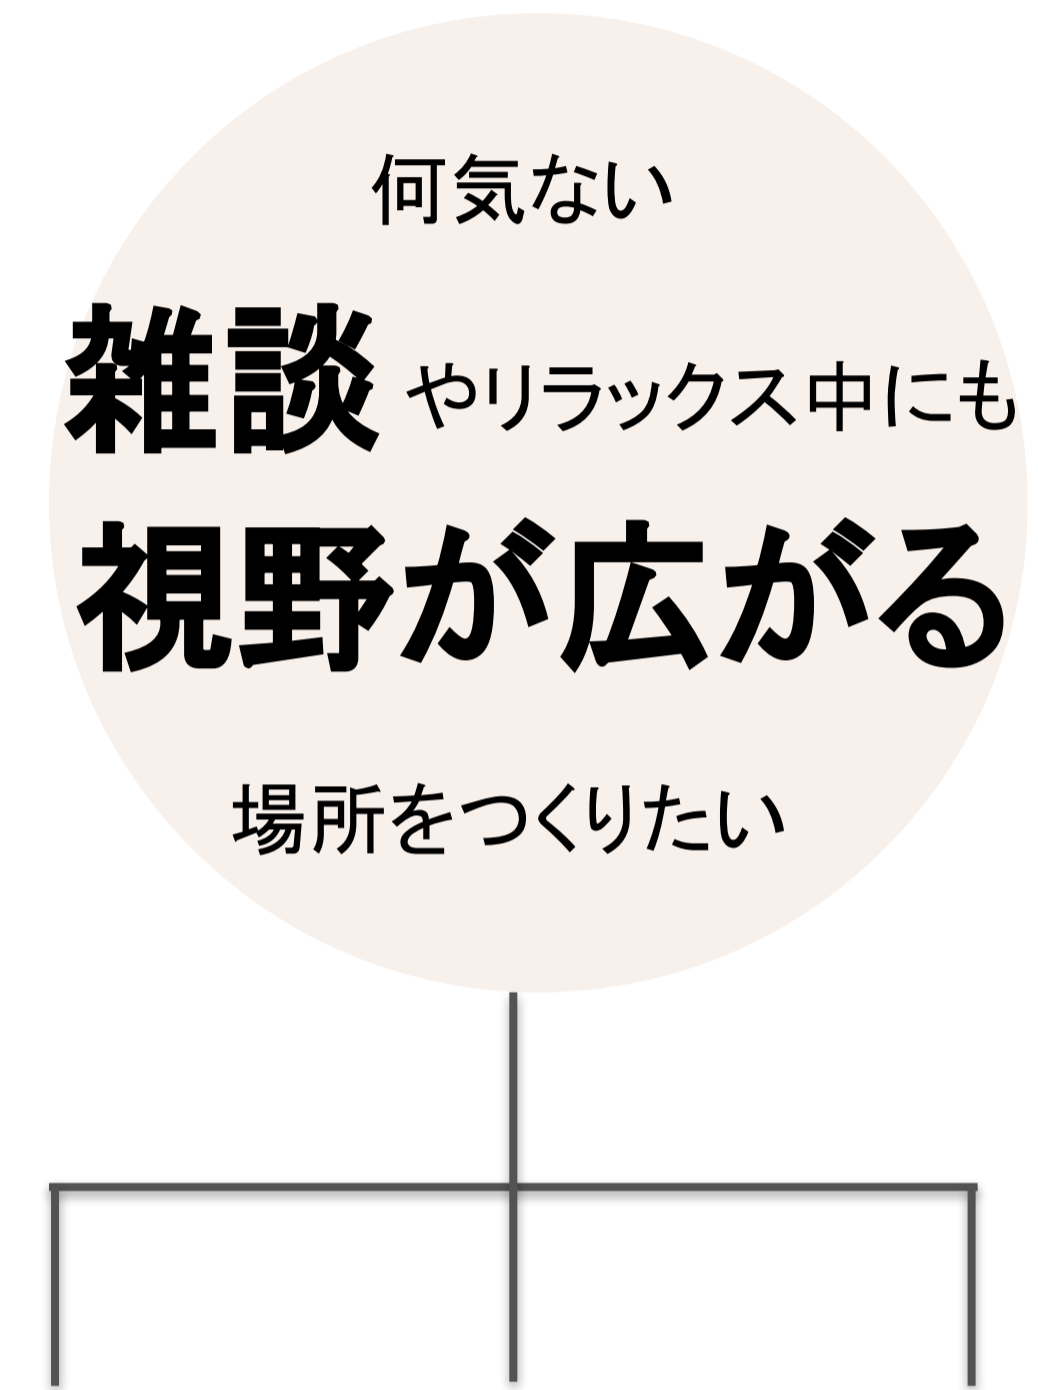 何気ない
雑談やリラックス中にも
視野が広がる
場所をつくりたい